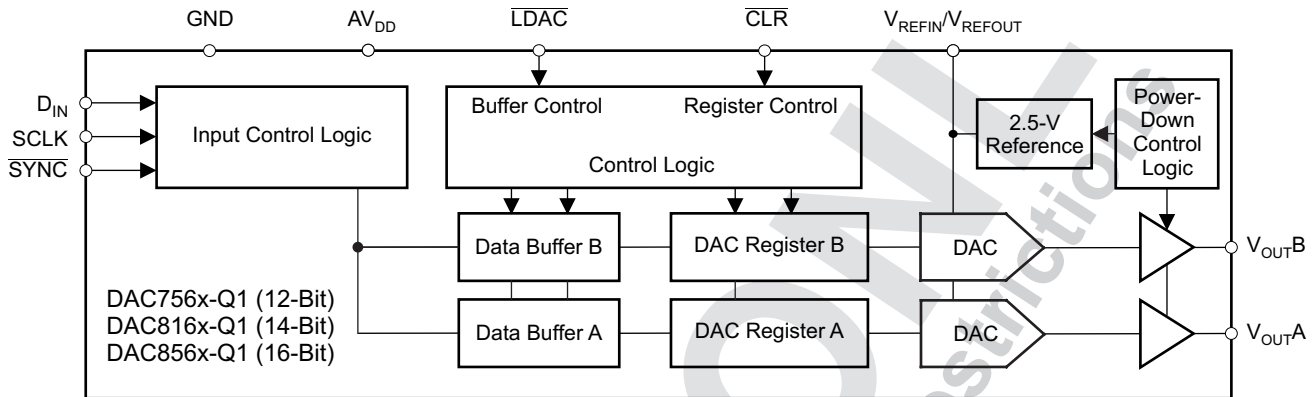 GND
AVDD
LDAC
CLR
VREFIN/VREFOUT
DIN
SCLK
SYNC
Input Control Logic
Buffer Control
Register Control
Control Logic
2.5-V
Reference
Power-
Down
Control
Logic
Data Buffer B
DAC Register B
DAC
VOUTB
DAC756x-Q1 (12-Bit)
DAC816x-Q1 (14-Bit)
DAC856x-Q1 (16-Bit)
Data Buffer A
DAC Register A
DAC
VOUTA
ONL
strictions